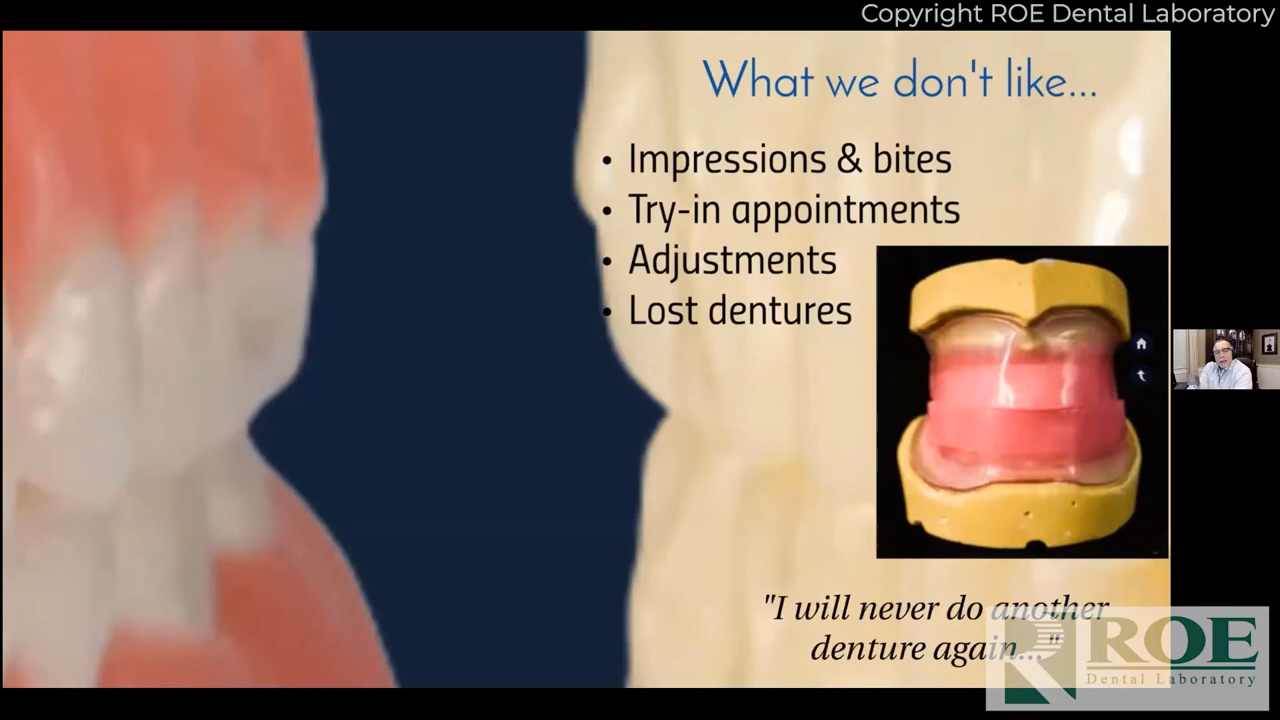 Copyright ROE Dental Laboratory
What we don't like...
• Impressions & bites
• Try-in appointments
• Adjustments
• Lost dentures
"I will never do another
denture again..."
ROE
Dental Laboratory